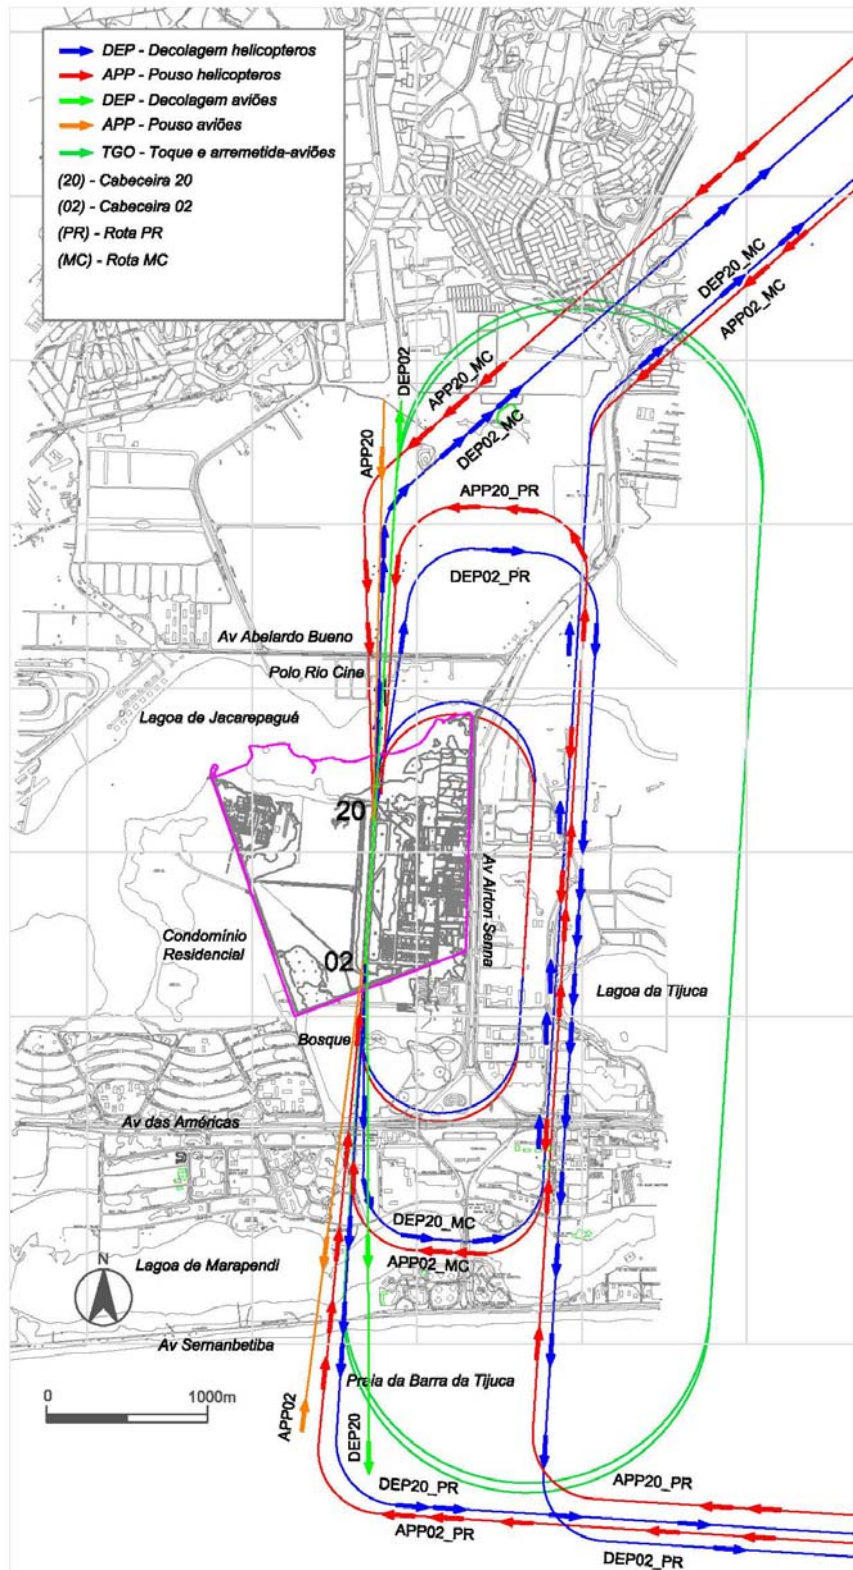 DEP - Decolagem helicopteros
APP - Pouso helicopteros
DEP - Decolagem aviões
APP - Pouso aviões
TGO - Toque e arremetida-aviões
(20) - Cabeceira 20
(02) - Cabeceira 02
(PR) - Rota PR
(MC) - Rota MC
DEP20_MC
APP02_MC
DEP02
APP20_MC
DEP02_MC
APP20
APP20_PR
DEP02_PR
Av Abelardo Bueno
Polo Rio Cine
Lagoa de Jacarepaguá
20
Av Airton Senna
Condomínio
Residencial
02
Lagoa da Tijuca
Bosque
Av das Américas
DEP20_MC
APP02_MC
Lagoa de Marapendi
N
Av Sernanbetiba
Praia da Barra da Tijuca
0 1000m
APP02
DEP20
DEP20_PR
APP20_PR
APP02_PR
DEP02_PR